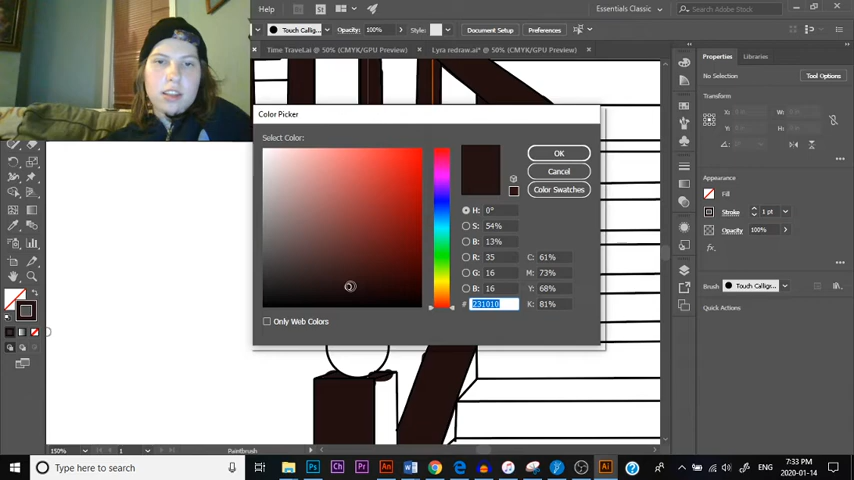 Help
Essentials Classic
Touch Callig...
Opacity: 100%
Style:
Document Setup
Preferences
Time Travel.ai @ 50% (CMYK/GPU Preview)
Lyra redraw.ai* @ 50% (CMYK/GPU Preview)
Properties
Libraries
No Selection
Tool Options
Transform
Appearance
Fill
Stroke
1 pt
Opacity
100%
Brush
Touch Callig...
Quick Actions
Color Picker
Select Color:
OK
Cancel
Color Swatches
H: 0°
S: 54%
B: 13%
R: 35
G: 16
B: 16
# 231010
C: 61%
M: 73%
Y: 68%
K: 81%
Only Web Colors
150%
1
Paintbrush
Type here to search
ENG
7:33 PM
2020-01-14